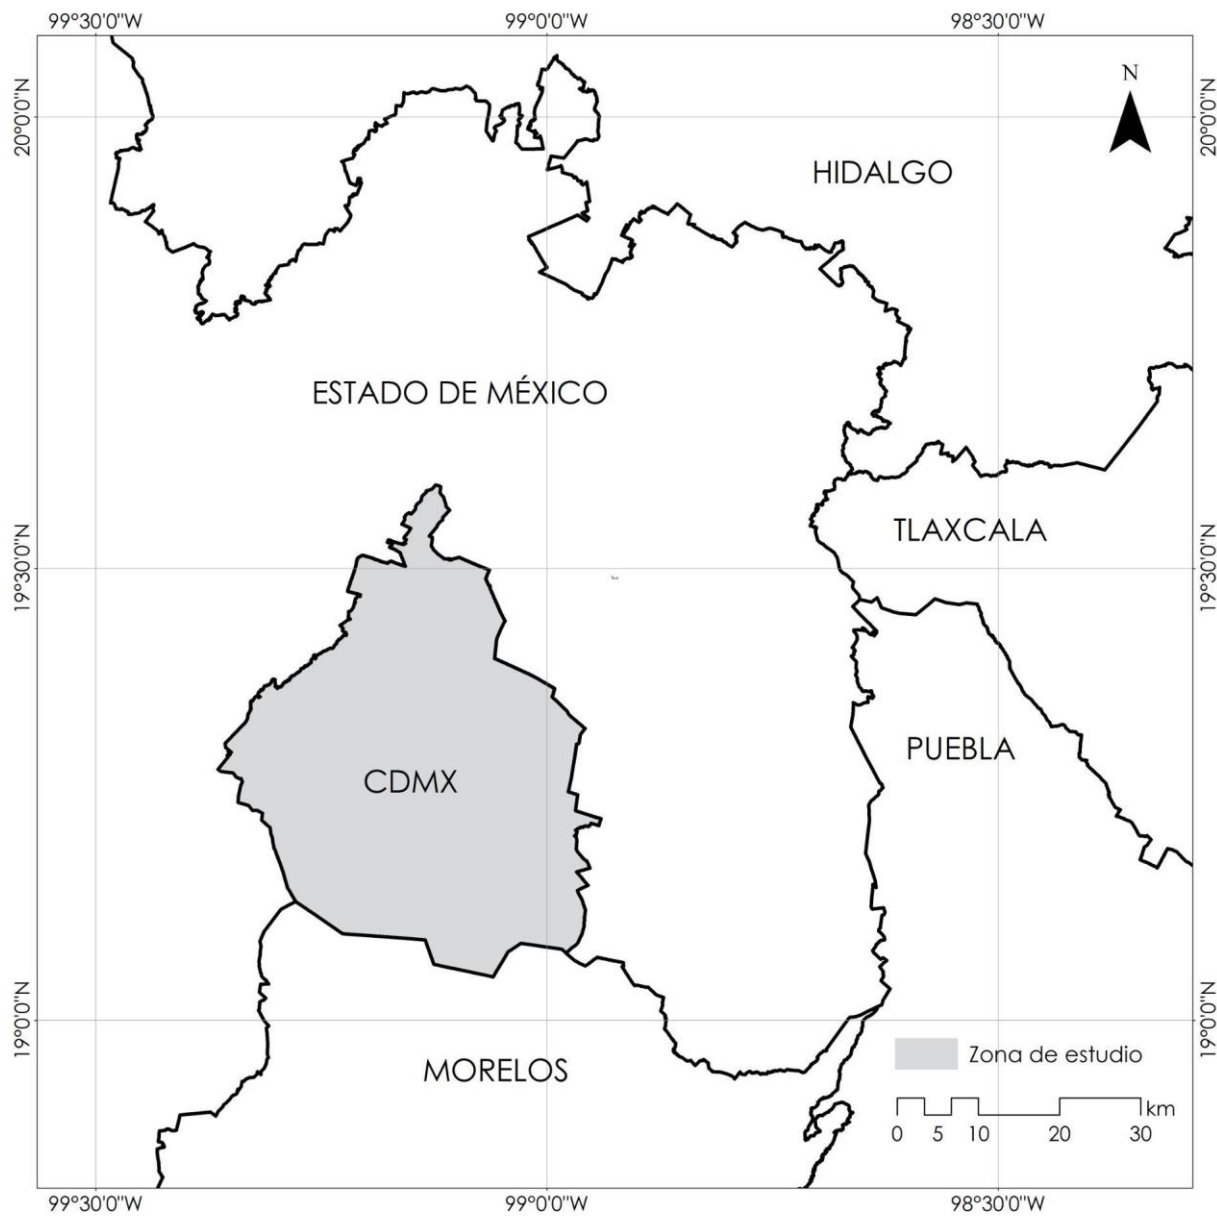 99°30'0"W 99°0'0"W 98°30'0"W
N
20°0'0"N 20°0'0"N
HIDALGO
ESTADO DE MÉXICO
TLAXCALA
19°30'0"N 19°30'0"N
PUEBLA
CDMX
19°0'0"N 19°0'0"N
Zona de estudio
MORELOS
km
0 5 10 20 30
99°30'0"W 99°0'0"W 98°30'0"W